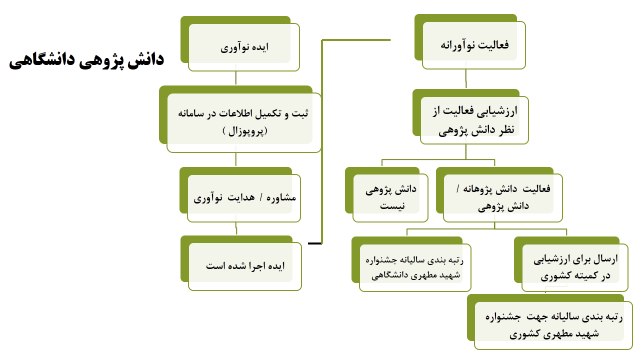 دانش پژوهی دانشگاهی
ایده نوآوری
ثبت و تکمیل اطلاعات در سامانه
(پروپوزال )
مشاوره / هدایت نوآوری
ایده اجرا شده است
فعالیت نوآورانه
ارزشیابی فعالیت از
نظر دانش پژوهی
فعالیت دانش پژوهانه /
دانش پژوهی
دانش پژوهی
نیست
ارسال برای ارزشیابی
در کمیته کشوری
رتبه بندی سالیانه جشنواره
شهید مطهری دانشگاهی
رتبه بندی سالیانه جهت جشنواره
شهید مطهری کشوری